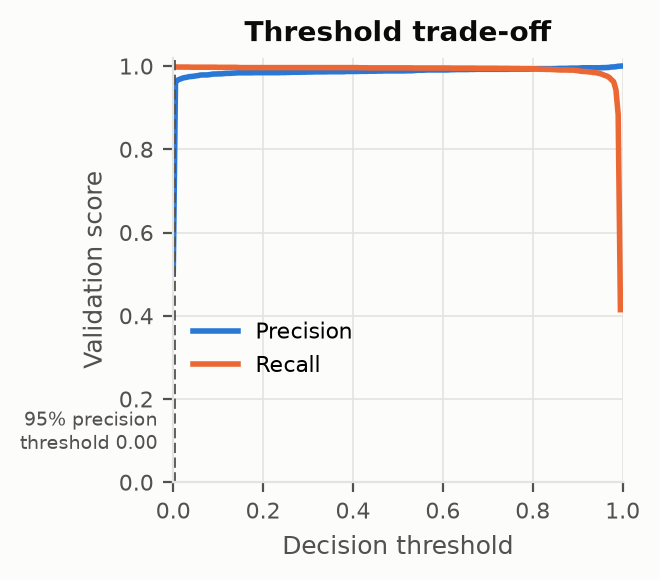 Threshold trade-off
1.0
0.8
0.6
0.4
0.2
0.0
Validation score
Precision
Recall
95% precision
threshold 0.00
0.0 0.2 0.4 0.6 0.8 1.0
Decision threshold